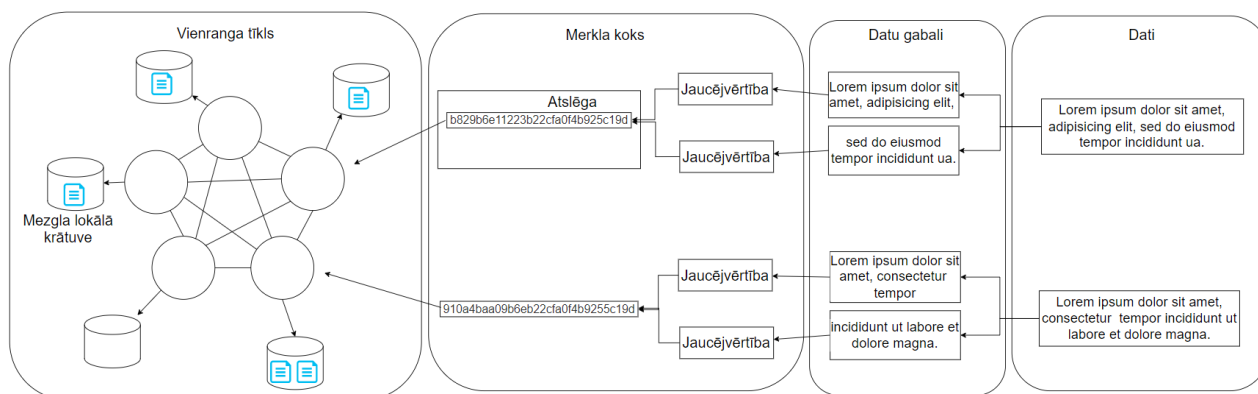 Vienranga tīkls
Mezgla lokālā
krātuve
Merkla koks
Atslēga
b829b6e11223b22cfa0f4b925c19d
Jaucējvērtība
Jaucējvērtība
910a4baa09b6eb22cfa0f4b9255c19d
Jaucējvērtība
Jaucējvērtība
Datu gabali
Lorem ipsum dolor sit
amet, adipisicing elit,
sed do eiusmod
tempor incididunt ua.
Lorem ipsum dolor sit
amet, consectetur
tempor
incididunt ut labore et
dolore magna.
Dati
Lorem ipsum dolor sit amet,
adipisicing elit, sed do eiusmod
tempor incididunt ua.
Lorem ipsum dolor sit amet,
consectetur tempor incididunt ut
labore et dolore magna.